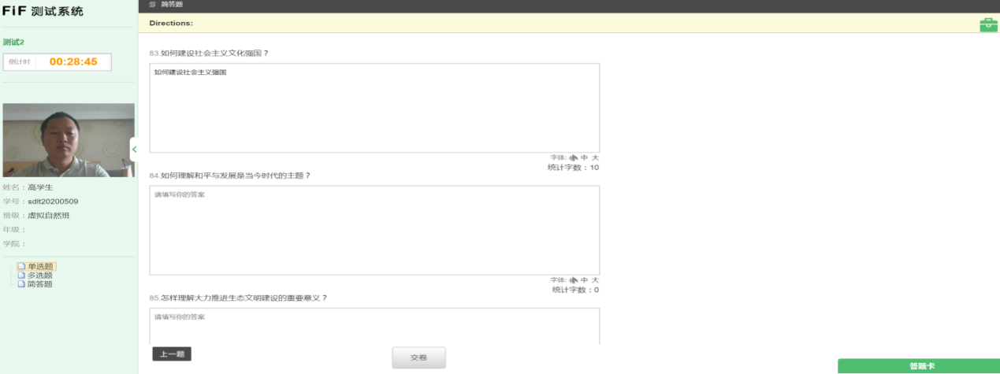 FiF 测试系统
测试2
倒计时 00:28:45
姓名：高学生
学号：sdlt20200509
班级：虚拟自然班
年级：
学院：
单选题
多选题
简答题
简答题
Directions:
83.如何建设社会主义文化强国？
如何建设社会主义强国
字体: 小 中 大
统计字数：10
84.如何理解和平与发展是当今时代的主题？
请填写你的答案
字体: 小 中 大
统计字数：0
85.怎样理解大力推进生态文明建设的重要意义？
请填写你的答案
上一题
交卷
答题卡